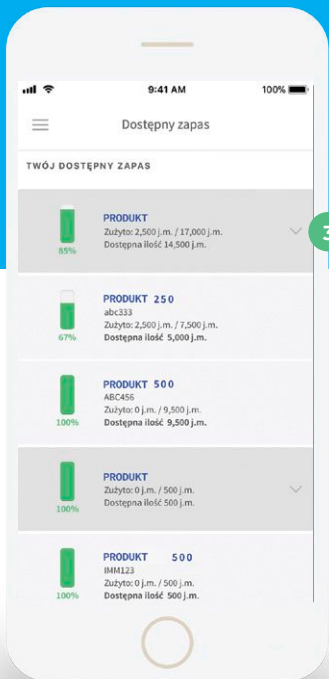 9:41 AM
100%
Dostępny zapas
TWÓJ DOSTĘPNY ZAPAS
PRODUKT
Zużyto: 2,500 j.m. / 17,000 j.m.
Dostępna ilość 14,500 j.m.
85%
3
PRODUKT 250
abc333
Zużyto: 2,500 j.m. / 7,500 j.m.
Dostępna ilość 5,000 j.m.
67%
PRODUKT 500
ABC456
Zużyto: 0 j.m. / 9,500 j.m.
Dostępna ilość 9,500 j.m.
100%
PRODUKT
Zużyto: 0 j.m. / 500 j.m.
Dostępna ilość 500 j.m.
100%
PRODUKT 500
IMM123
Zużyto: 0 j.m. / 500 j.m.
Dostępna ilość 500 j.m.
100%